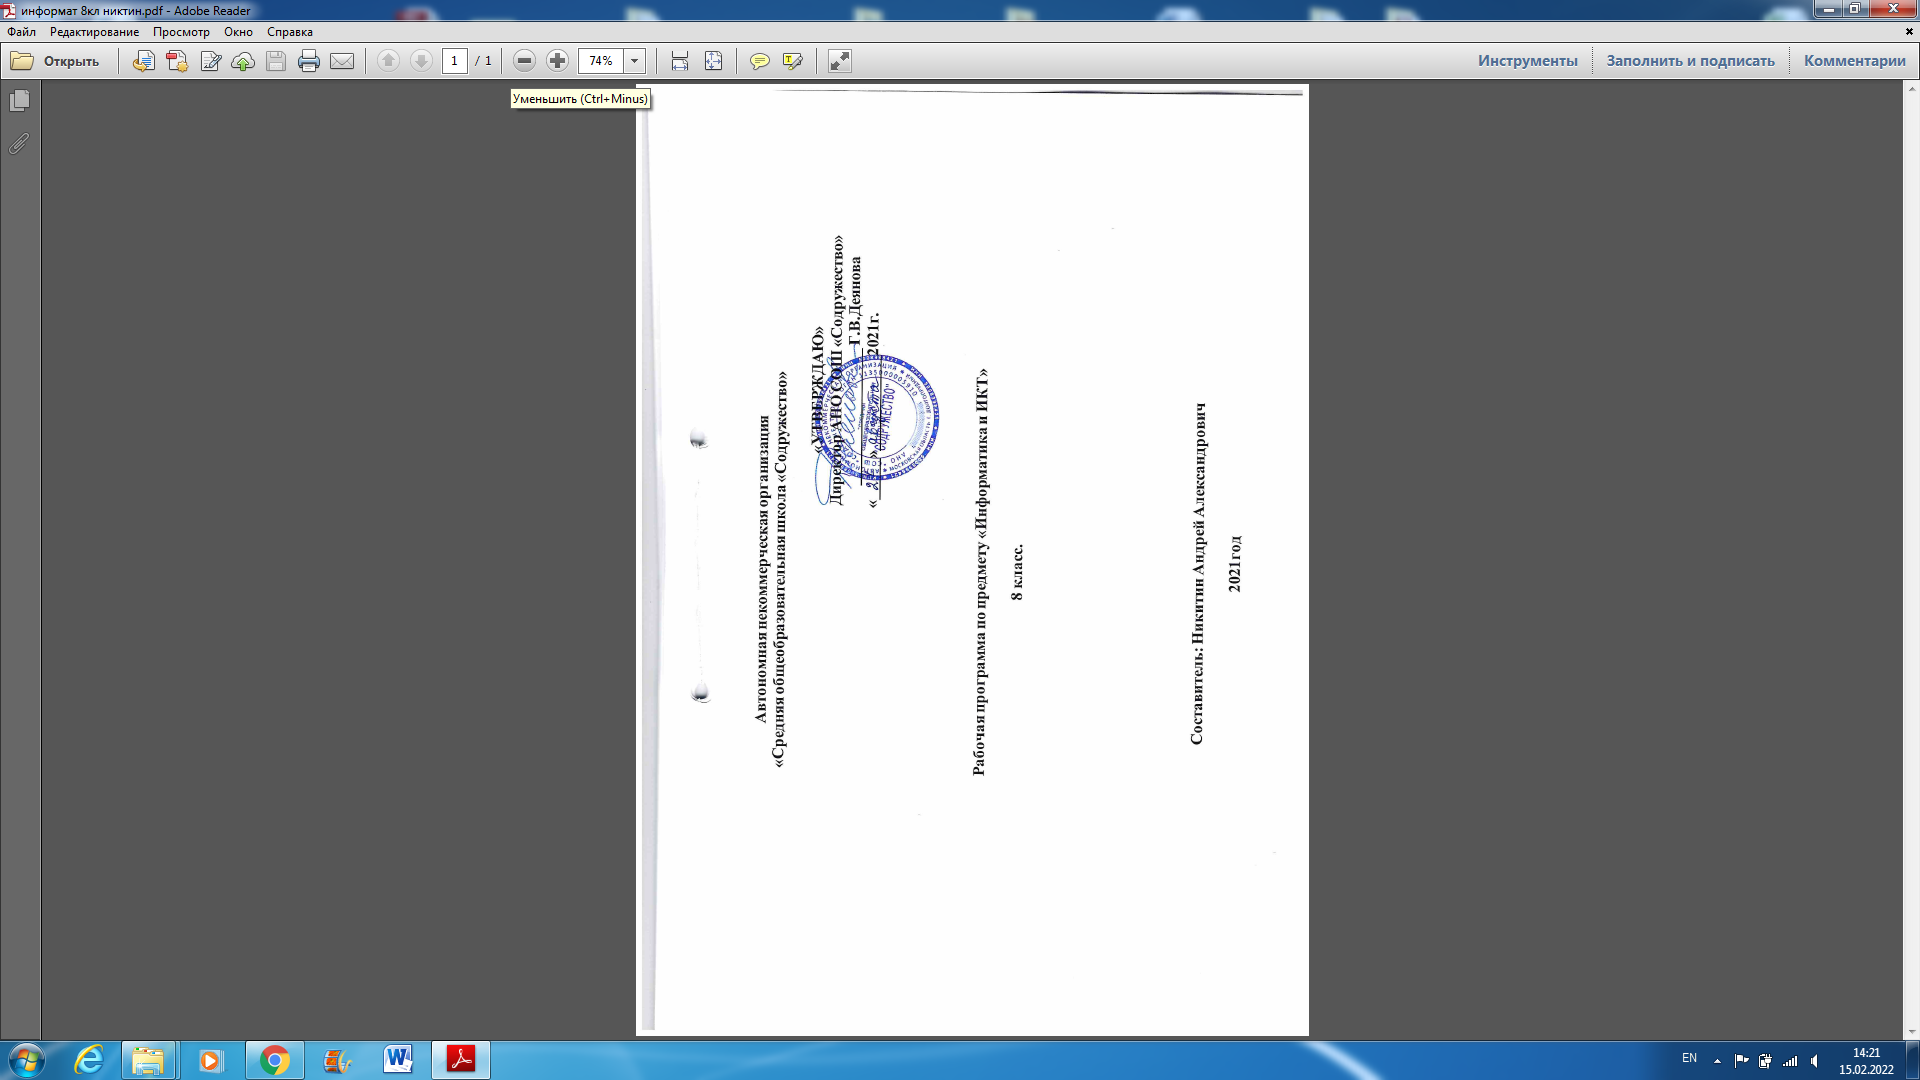 информат 8кл никтин.pdf - Adobe Reader
Файл Редактирование Просмотр Окно Справка
Открыть 1 / 1 74% Инструменты Заполнить и подписать Комментарии
Уменьшить (Ctrl+Minus)
Автономная некоммерческая организация
«Средняя общеобразовательная школа «Содружество»
«УТВЕРЖДАЮ»
Директор АНО СОШ «Содружество»
Г.В.Деянова
« » августа 2021г.
"СОДРУЖЕСТВО"
Рабочая программа по предмету «Информатика и ИКТ»
8 класс.
Составитель: Никитин Андрей Александрович
2021год
EN
14:21
15.02.2022